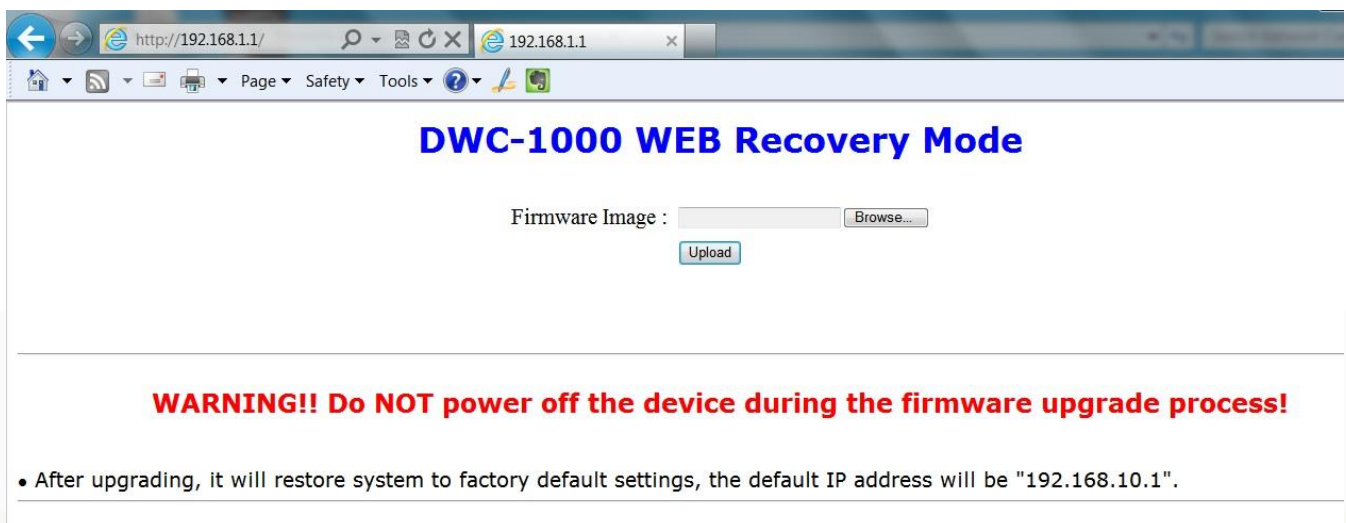 http://192.168.1.1/
192.168.1.1
Page Safety Tools
DWC-1000 WEB Recovery Mode
Firmware Image : Browse...
Upload
WARNING!! Do NOT power off the device during the firmware upgrade process!
• After upgrading, it will restore system to factory default settings, the default IP address will be "192.168.10.1".